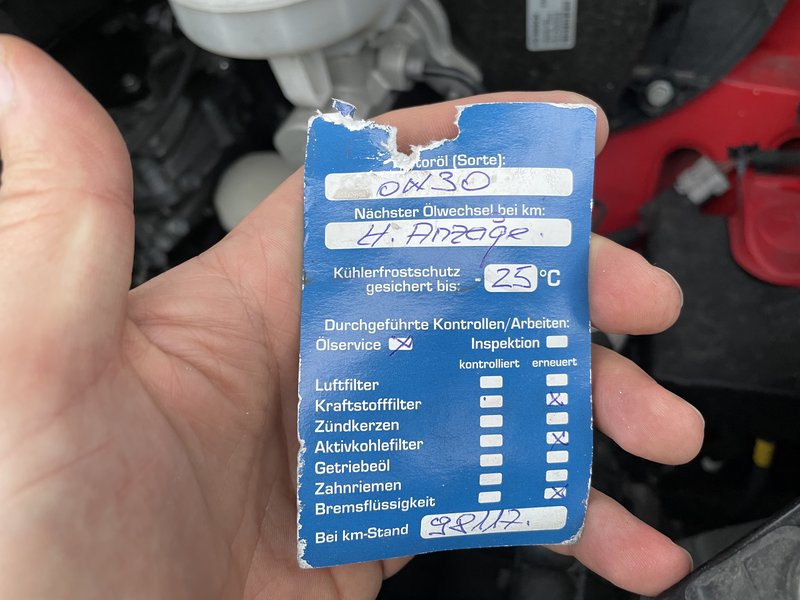 toröl (Sorte):
0W30
Nächster Ölwechsel bei km:
H. Anzeige.
Kühlerfrostschutz
gesichert bis: - 25 °C
Durchgeführte Kontrollen/Arbeiten:
Ölservice x Inspektion
kontrolliert erneuert
Luftfilter
Kraftstofffilter x
Zündkerzen
Aktivkohlefilter x
Getriebeöl
Zahnriemen
Bremsflüssigkeit x
Bei km-Stand 98117.